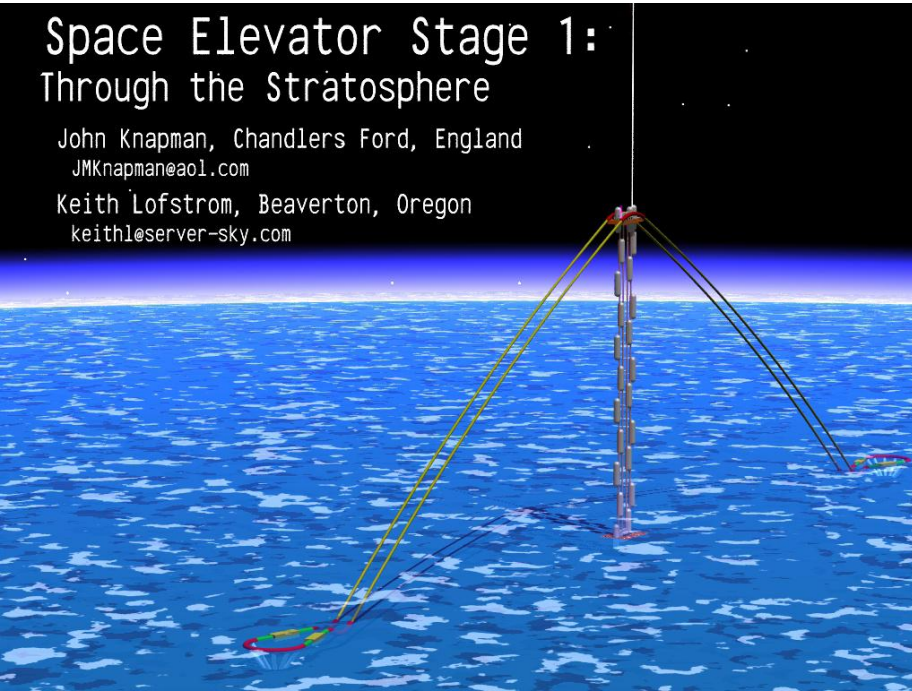 Space Elevator Stage 1:
Through the Stratosphere
John Knapman, Chandlers Ford, England
JMKnapman@aol.com
Keith Lofstrom, Beaverton, Oregon
keithl@server-sky.com